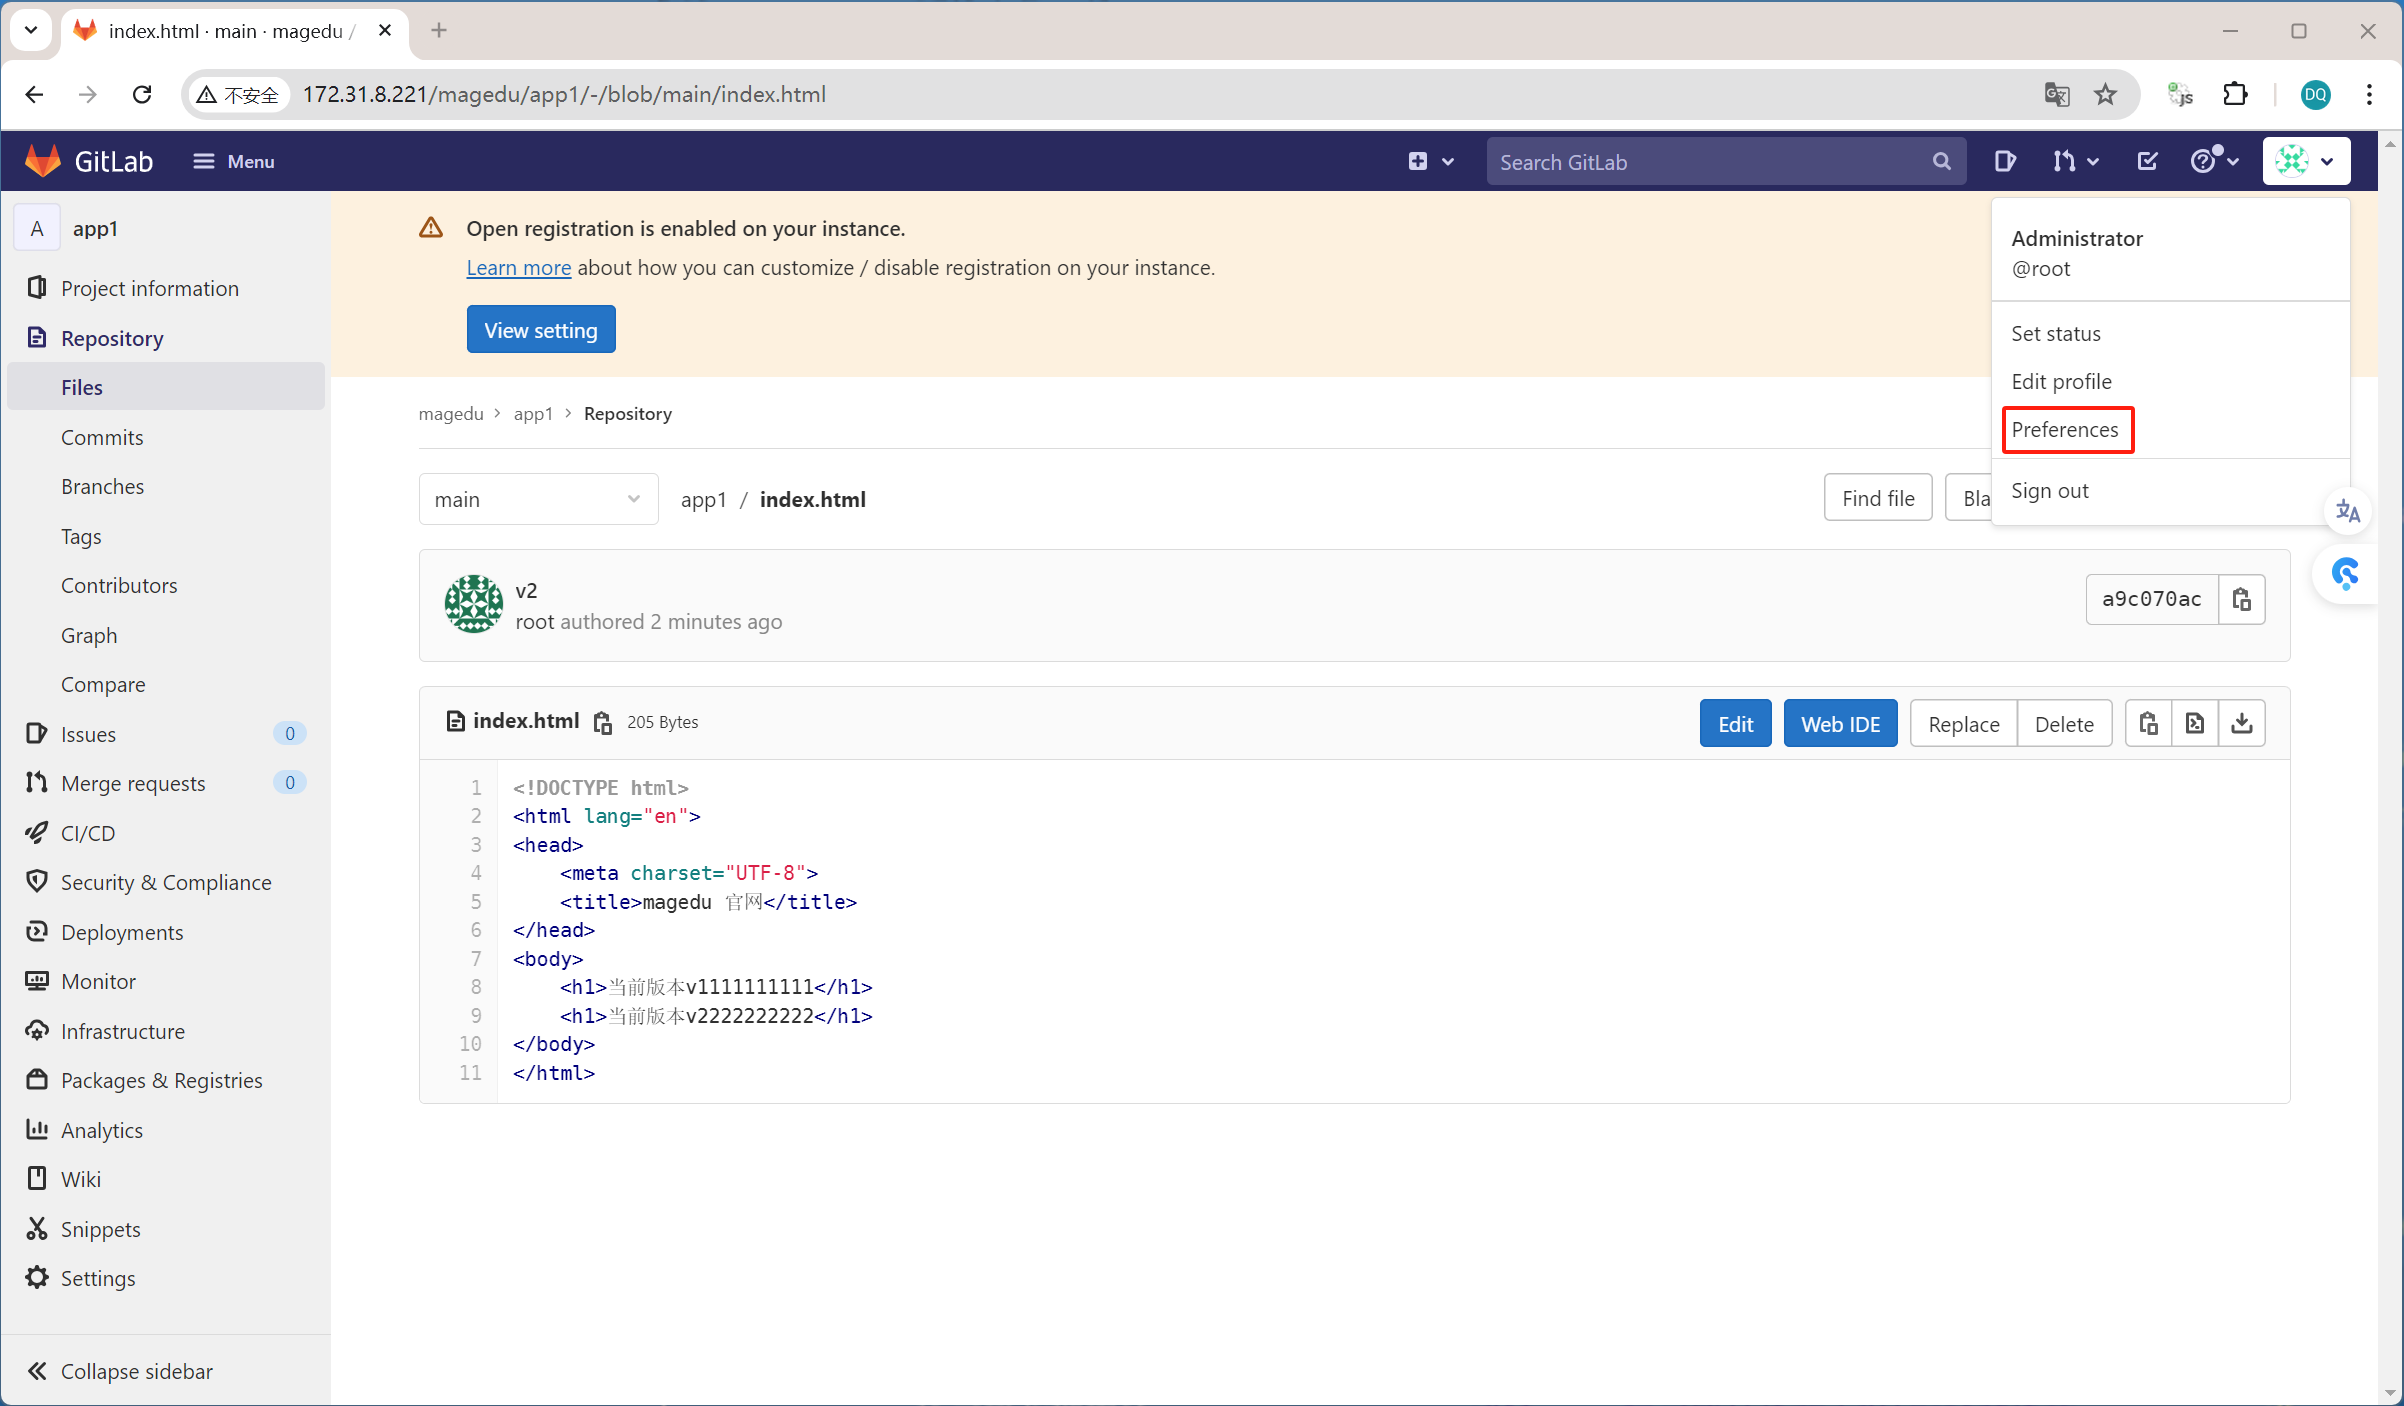 index.html · main · magedu /
不安全
172.31.8.221/magedu/app1/-/blob/main/index.html
js
DQ
GitLab
Menu
Search GitLab
A
app1
Project information
Repository
Files
Commits
Branches
Tags
Contributors
Graph
Compare
Issues
0
Merge requests
0
CI/CD
Security & Compliance
Deployments
Monitor
Infrastructure
Packages & Registries
Analytics
Wiki
Snippets
Settings
Collapse sidebar
Open registration is enabled on your instance.
Learn more about how you can customize / disable registration on your instance.
View setting
Administrator
@root
Set status
Edit profile
Preferences
Sign out
magedu > app1 > Repository
main
app1 / index.html
Find file
Bla
v2
root authored 2 minutes ago
a9c070ac
index.html
205 Bytes
Edit
Web IDE
Replace
Delete
1 <!DOCTYPE html>
2 <html lang="en">
3 <head>
4     <meta charset="UTF-8">
5     <title>magedu 官网</title>
6 </head>
7 <body>
8     <h1>当前版本v1111111111</h1>
9     <h1>当前版本v2222222222</h1>
10 </body>
11 </html>